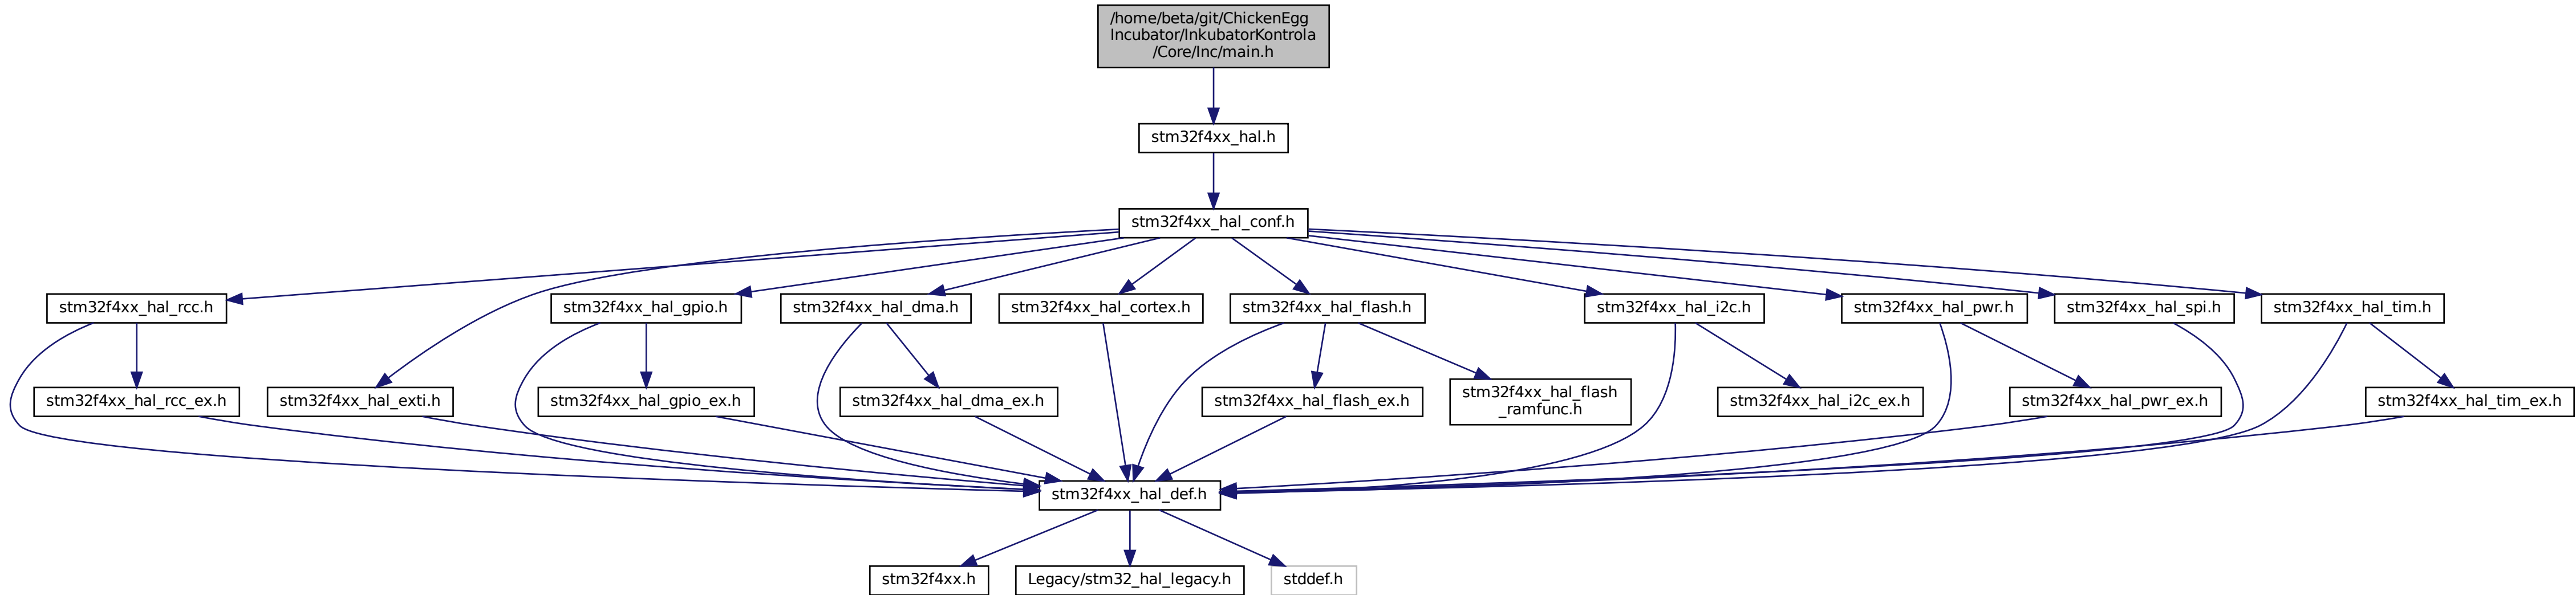 /home/beta/git/ChickenEgg
Incubator/InkubatorKontrola
/Core/Inc/main.h
stm32f4xx_hal.h
stm32f4xx_hal_conf.h
stm32f4xx_hal_rcc.h
stm32f4xx_hal_gpio.h
stm32f4xx_hal_dma.h
stm32f4xx_hal_cortex.h
stm32f4xx_hal_flash.h
stm32f4xx_hal_i2c.h
stm32f4xx_hal_pwr.h
stm32f4xx_hal_spi.h
stm32f4xx_hal_tim.h
stm32f4xx_hal_rcc_ex.h
stm32f4xx_hal_exti.h
stm32f4xx_hal_gpio_ex.h
stm32f4xx_hal_dma_ex.h
stm32f4xx_hal_flash_ex.h
stm32f4xx_hal_flash
_ramfunc.h
stm32f4xx_hal_i2c_ex.h
stm32f4xx_hal_pwr_ex.h
stm32f4xx_hal_tim_ex.h
stm32f4xx_hal_def.h
stm32f4xx.h
Legacy/stm32_hal_legacy.h
stddef.h